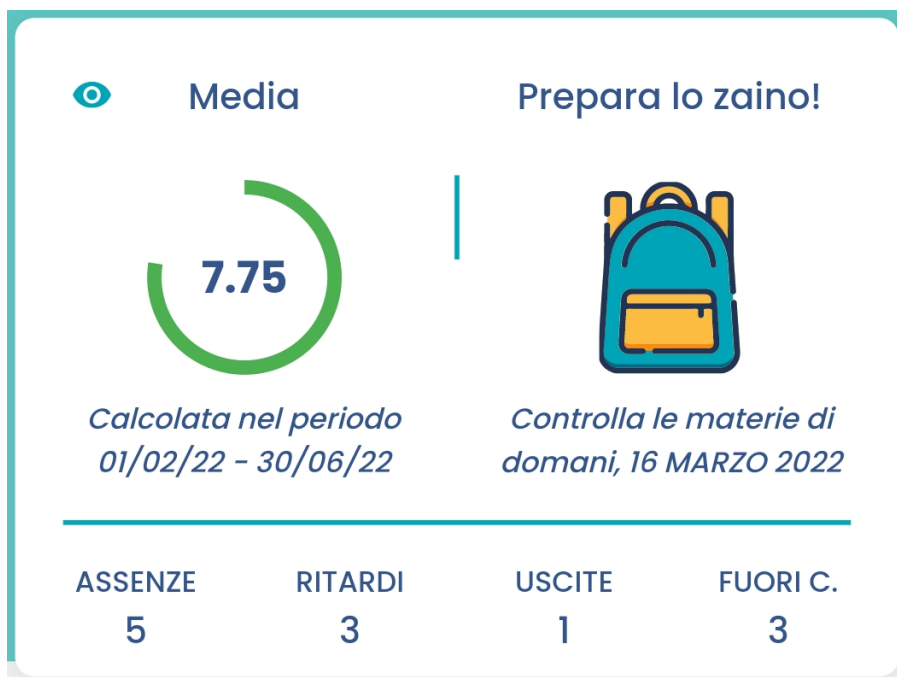 Media
Prepara lo zaino!
7.75
Calcolata nel periodo
01/02/22 - 30/06/22
Controlla le materie di
domani, 16 MARZO 2022
ASSENZE
5
RITARDI
3
USCITE
1
FUORI C.
3